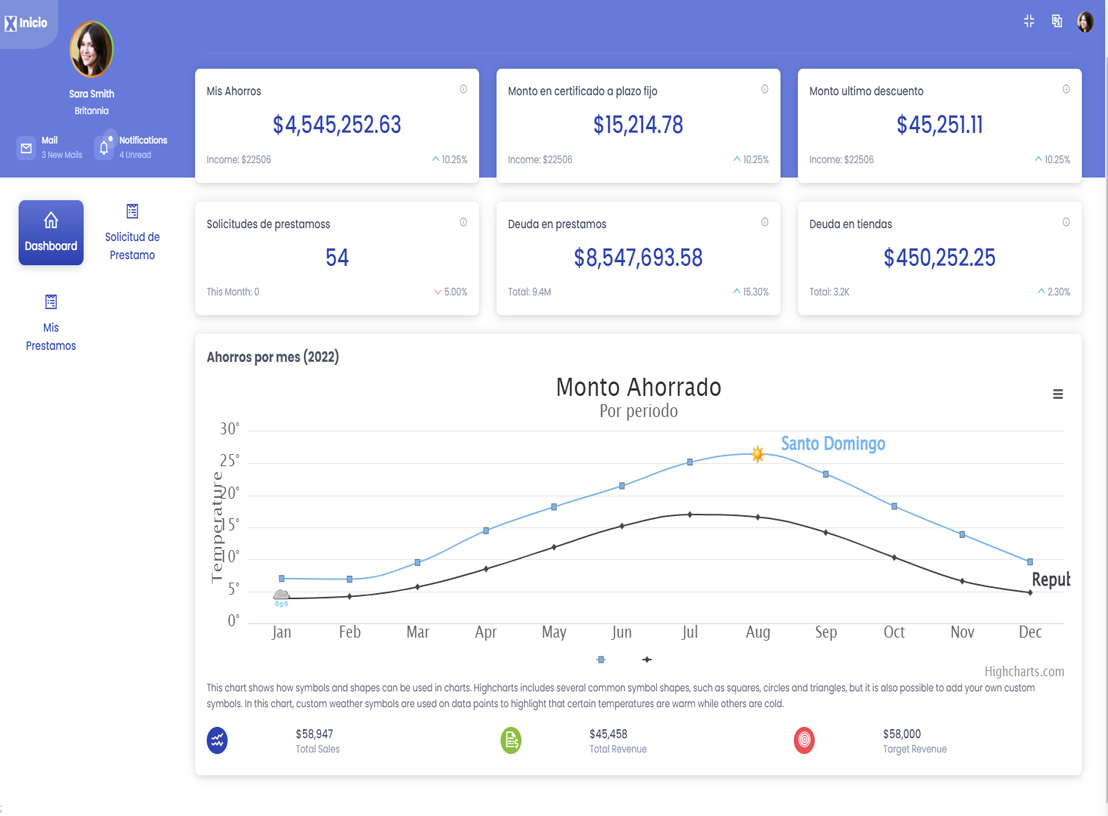 Inicio
Sara Smith
Britannia
Mail
3 New Mails
Notifications
4 Unread
Dashboard
Solicitud de
Prestamo
Mis
Prestamos
Mis Ahorros
$4,545,252.63
Income: $22506
10.25%
Monto en certificado a plazo fijo
$15,214.78
Income: $22506
10.25%
Monto ultimo descuento
$45,251.11
Income: $22506
10.25%
Solicitudes de prestamoss
54
This Month: 0
5.00%
Deuda en prestamos
$8,547,693.58
Total: 9.4M
15.30%
Deuda en tiendas
$450,252.25
Total: 3.2K
2.30%
Ahorros por mes (2022)
Monto Ahorrado
Por periodo
Temperature
30°
25°
20°
15°
10°
5°
0°
Santo Domingo
Reput
Jan Feb Mar Apr May Jun Jul Aug Sep Oct Nov Dec
Highcharts.com
This chart shows how symbols and shapes can be used in charts. Highcharts includes several common symbol shapes, such as squares, circles and triangles, but it is also possible to add your own custom
symbols. In this chart, custom weather symbols are used on data points to highlight that certain temperatures are warm while others are cold.
$58,947
Total Sales
$45,458
Total Revenue
$58,000
Target Revenue